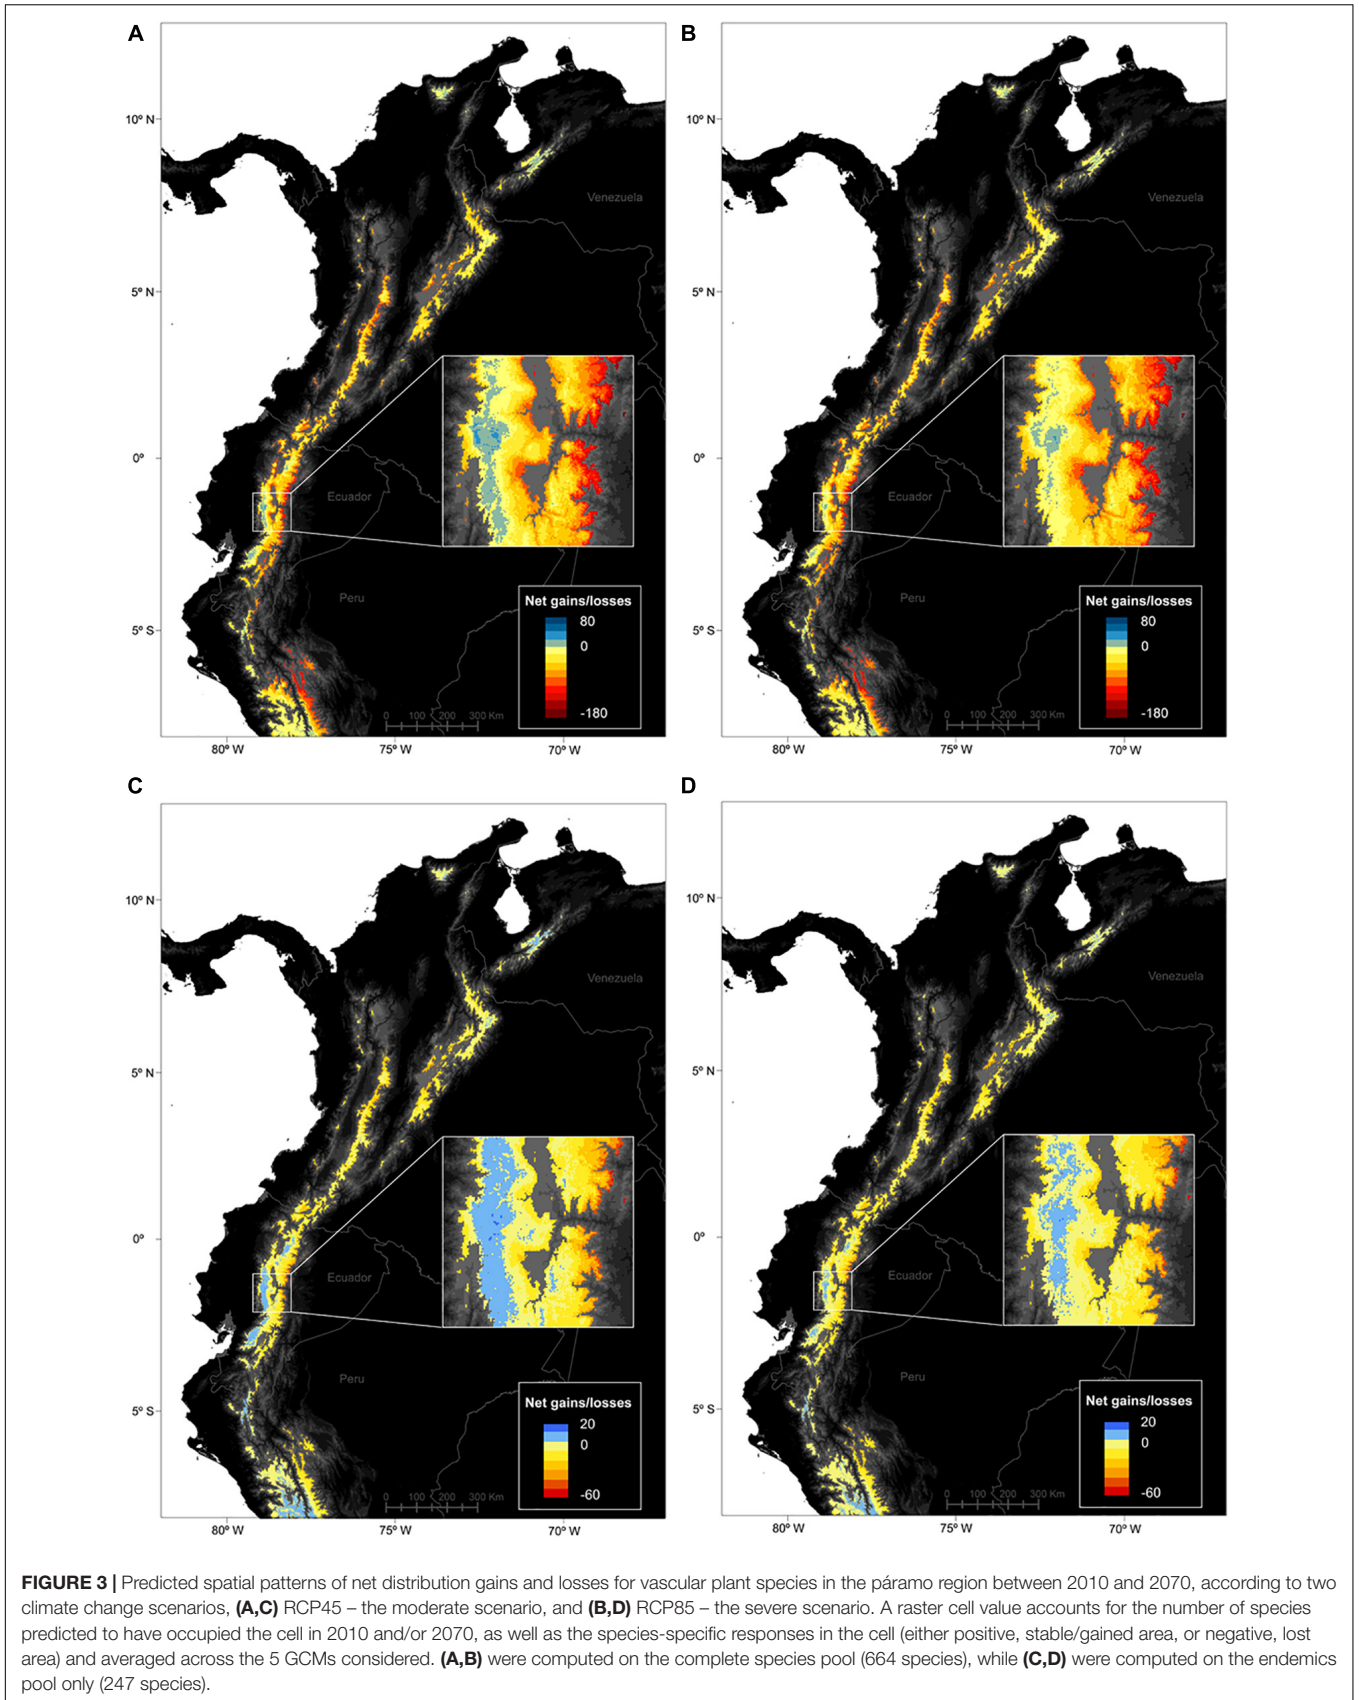 A
10° N
5° N
0°
5° S
80° W
75° W
70° W
Venezuela
Ecuador
Peru
Net gains/losses
80
0
-180
0 100 200 300 Km
B
10° N
5° N
0°
5° S
80° W
75° W
70° W
Venezuela
Ecuador
Peru
Net gains/losses
80
0
-180
0 100 200 300 Km
C
10° N
5° N
0°
5° S
80° W
75° W
70° W
Venezuela
Ecuador
Peru
Net gains/losses
20
0
-60
0 100 200 300 Km
D
10° N
5° N
0°
5° S
80° W
75° W
70° W
Venezuela
Ecuador
Peru
Net gains/losses
20
0
-60
0 100 200 300 Km
FIGURE 3 | Predicted spatial patterns of net distribution gains and losses for vascular plant species in the páramo region between 2010 and 2070, according to two
climate change scenarios, (A,C) RCP45 – the moderate scenario, and (B,D) RCP85 – the severe scenario. A raster cell value accounts for the number of species
predicted to have occupied the cell in 2010 and/or 2070, as well as the species-specific responses in the cell (either positive, stable/gained area, or negative, lost
area) and averaged across the 5 GCMs considered. (A,B) were computed on the complete species pool (664 species), while (C,D) were computed on the endemics
pool only (247 species).